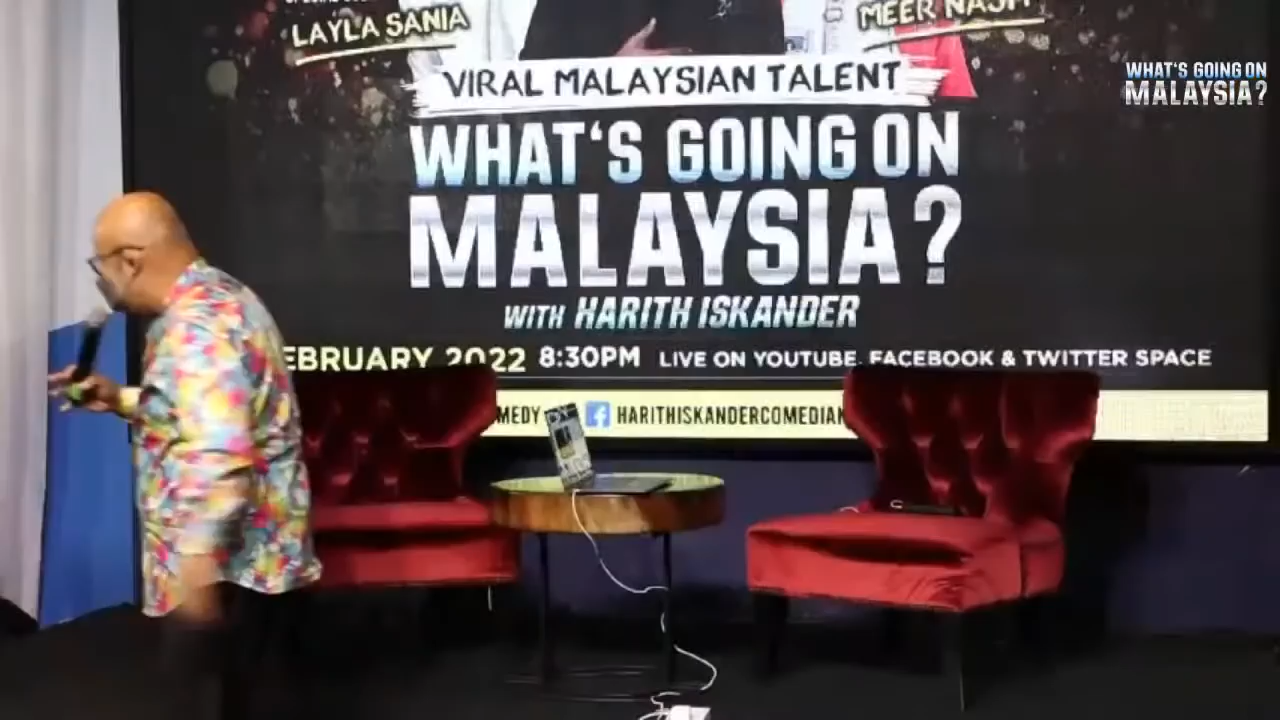 LAYLA SANIA
MEER NASH
VIRAL MALAYSIAN TALENT
WHAT'S GOING ON
MALAYSIA?
WITH HARITH ISKANDER
EBRUARY 2022 8:30PM LIVE ON YOUTUBE, FACEBOOK & TWITTER SPACE
MEDY HARITHISKANDERCOMEDIAN
WHAT'S GOING ON
MALAYSIA?